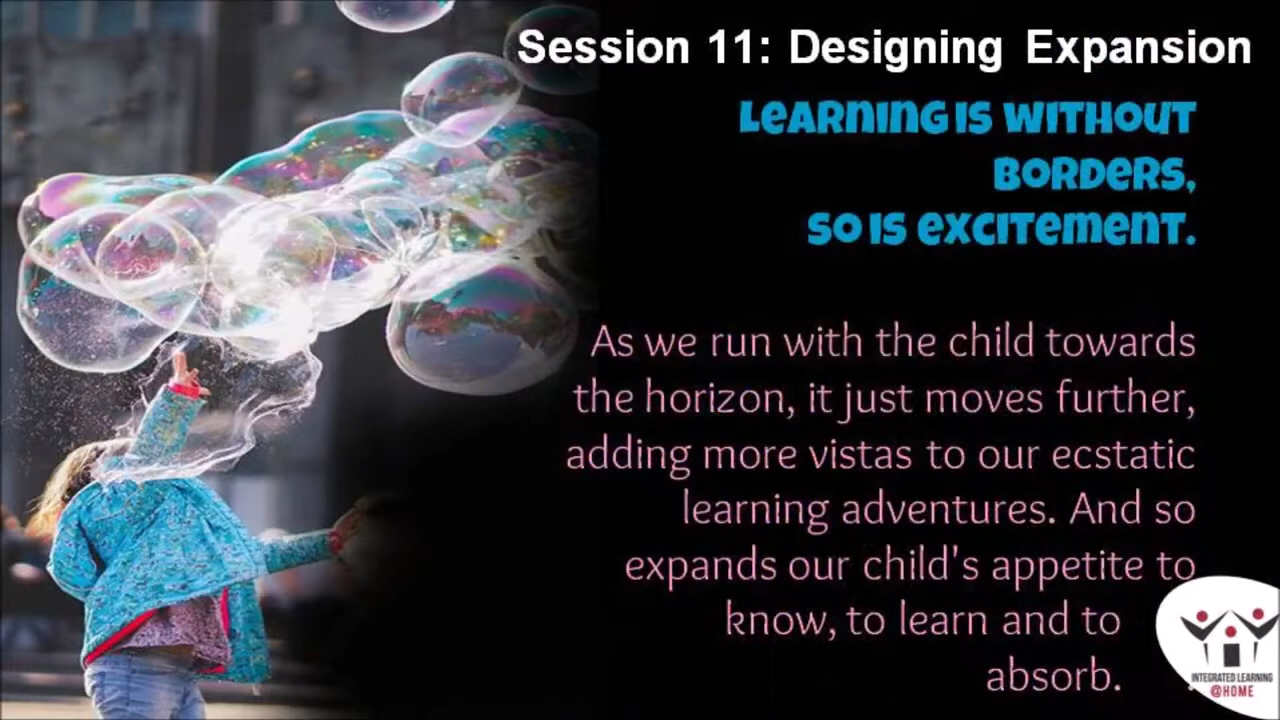 Session 11: Designing Expansion
Learning is without
borders,
so is excitement.
As we run with the child towards
the horizon, it just moves further,
adding more vistas to our ecstatic
learning adventures. And so
expands our child's appetite to
know, to learn and to
absorb.
INTEGRATED LEARNING
@HOME